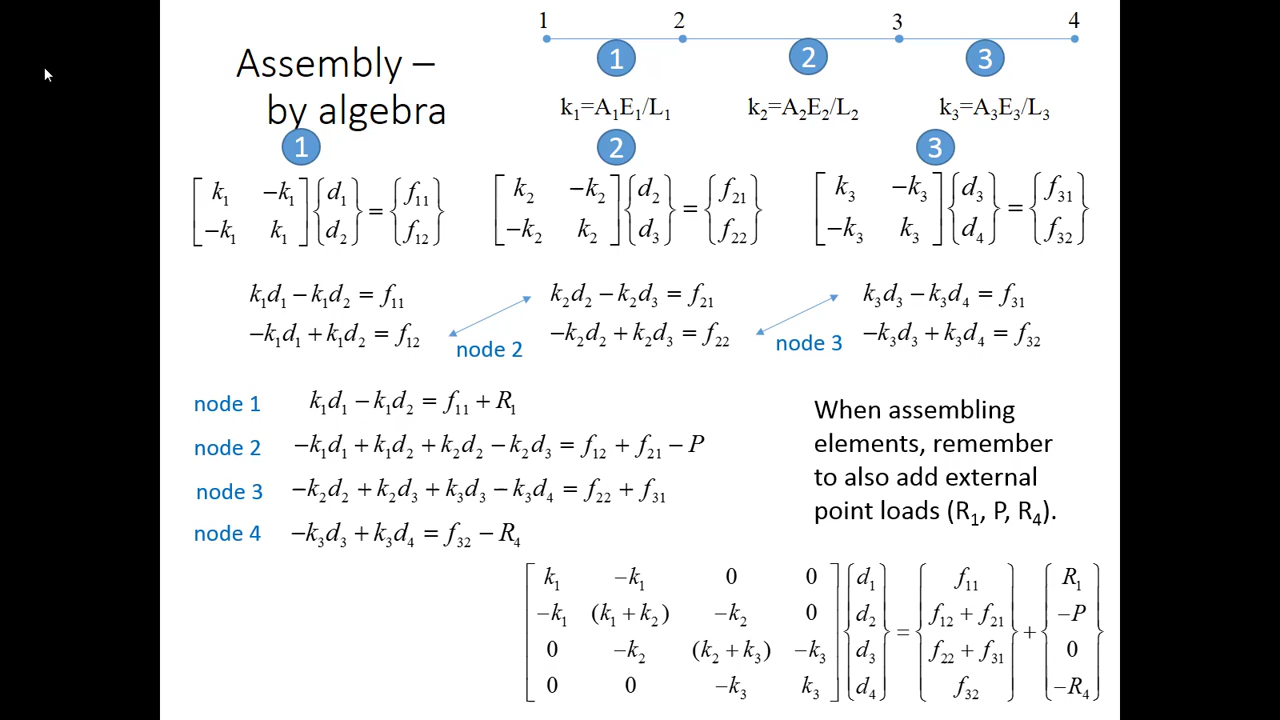 1 2 3 4
Assembly –
by algebra
1 2 3
k₁=A₁E₁/L₁ k₂=A₂E₂/L₂ k₃=A₃E₃/L₃
1 2 3
[k₁ −k₁] {d₁} = {f₁₁} [k₂ −k₂] {d₂} = {f₂₁} [k₃ −k₃] {d₃} = {f₃₁}
[−k₁ k₁] {d₂} {f₁₂} [−k₂ k₂] {d₃} {f₂₂} [−k₃ k₃] {d₄} {f₃₂}
k₁d₁ − k₁d₂ = f₁₁ k₂d₂ − k₂d₃ = f₂₁ k₃d₃ − k₃d₄ = f₃₁
−k₁d₁ + k₁d₂ = f₁₂ −k₂d₂ + k₂d₃ = f₂₂ −k₃d₃ + k₃d₄ = f₃₂
node 2 node 3
node 1 k₁d₁ − k₁d₂ = f₁₁ + R₁
node 2 −k₁d₁ + k₁d₂ + k₂d₂ − k₂d₃ = f₁₂ + f₂₁ − P
node 3 −k₂d₂ + k₂d₃ + k₃d₃ − k₃d₄ = f₂₂ + f₃₁
node 4 −k₃d₃ + k₃d₄ = f₃₂ − R₄
When assembling
elements, remember
to also add external
point loads (R₁, P, R₄).
[k₁ −k₁ 0 0] {d₁} {f₁₁} {R₁}
[−k₁ (k₁ + k₂) −k₂ 0] {d₂} = {f₁₂ + f₂₁} + {−P}
[0 −k₂ (k₂ + k₃) −k₃] {d₃} {f₂₂ + f₃₁} {0}
[0 0 −k₃ k₃] {d₄} {f₃₂} {−R₄}